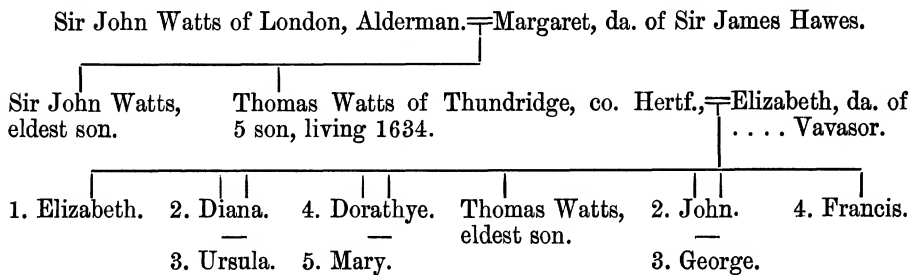 Sir John Watts of London, Alderman.=Margaret, da. of Sir James Hawes.
Sir John Watts, Thomas Watts of Thundridge, co. Hertf.,=Elizabeth, da. of
eldest son. 5 son, living 1634. . . . . Vavasor.
1. Elizabeth. 2. Diana. 4. Dorathye. Thomas Watts, 2. John. 4. Francis.
— — eldest son. —
3. Ursula. 5. Mary. 3. George.